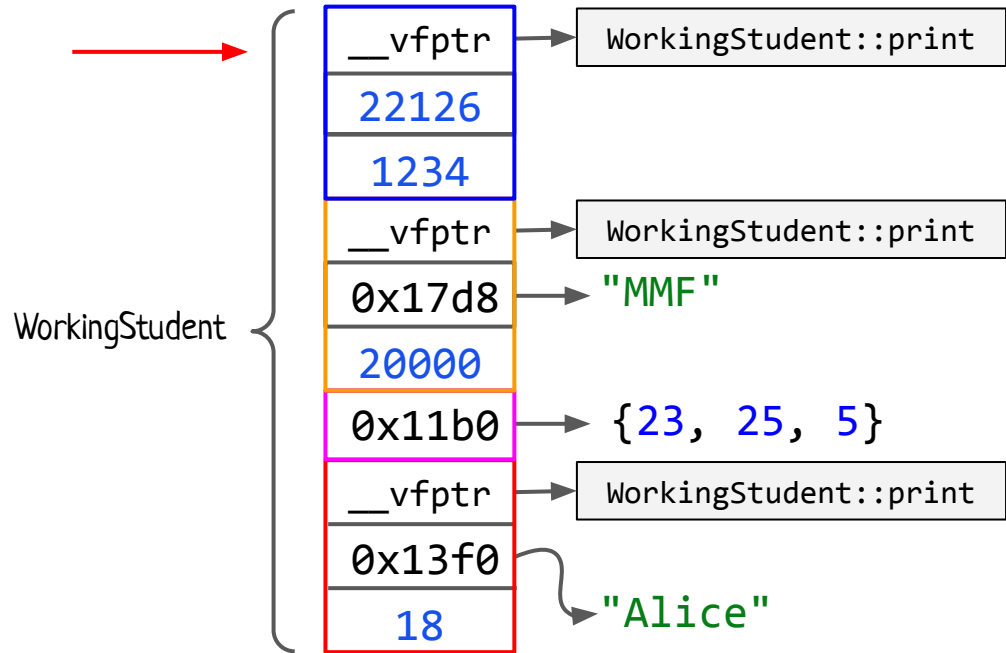 __vfptr
WorkingStudent::print
22126
1234
__vfptr
WorkingStudent::print
0x17d8
"MMF"
WorkingStudent
20000
0x11b0
{23, 25, 5}
__vfptr
WorkingStudent::print
0x13f0
"Alice"
18